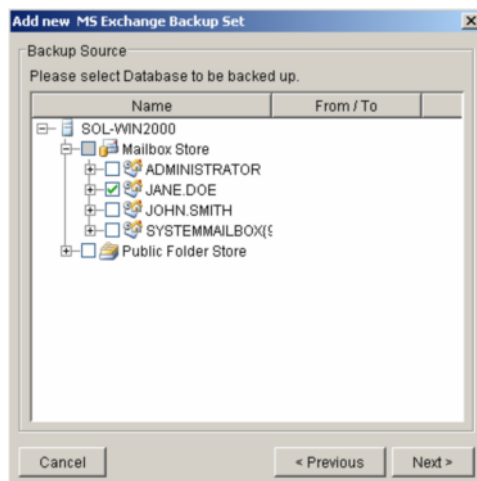 Add new MS Exchange Backup Set
Backup Source
Please select Database to be backed up.
Name From / To
SOL-WIN2000
Mailbox Store
ADMINISTRATOR
JANE.DOE
JOHN.SMITH
SYSTEMMAILBOX(
Public Folder Store
Cancel < Previous Next >